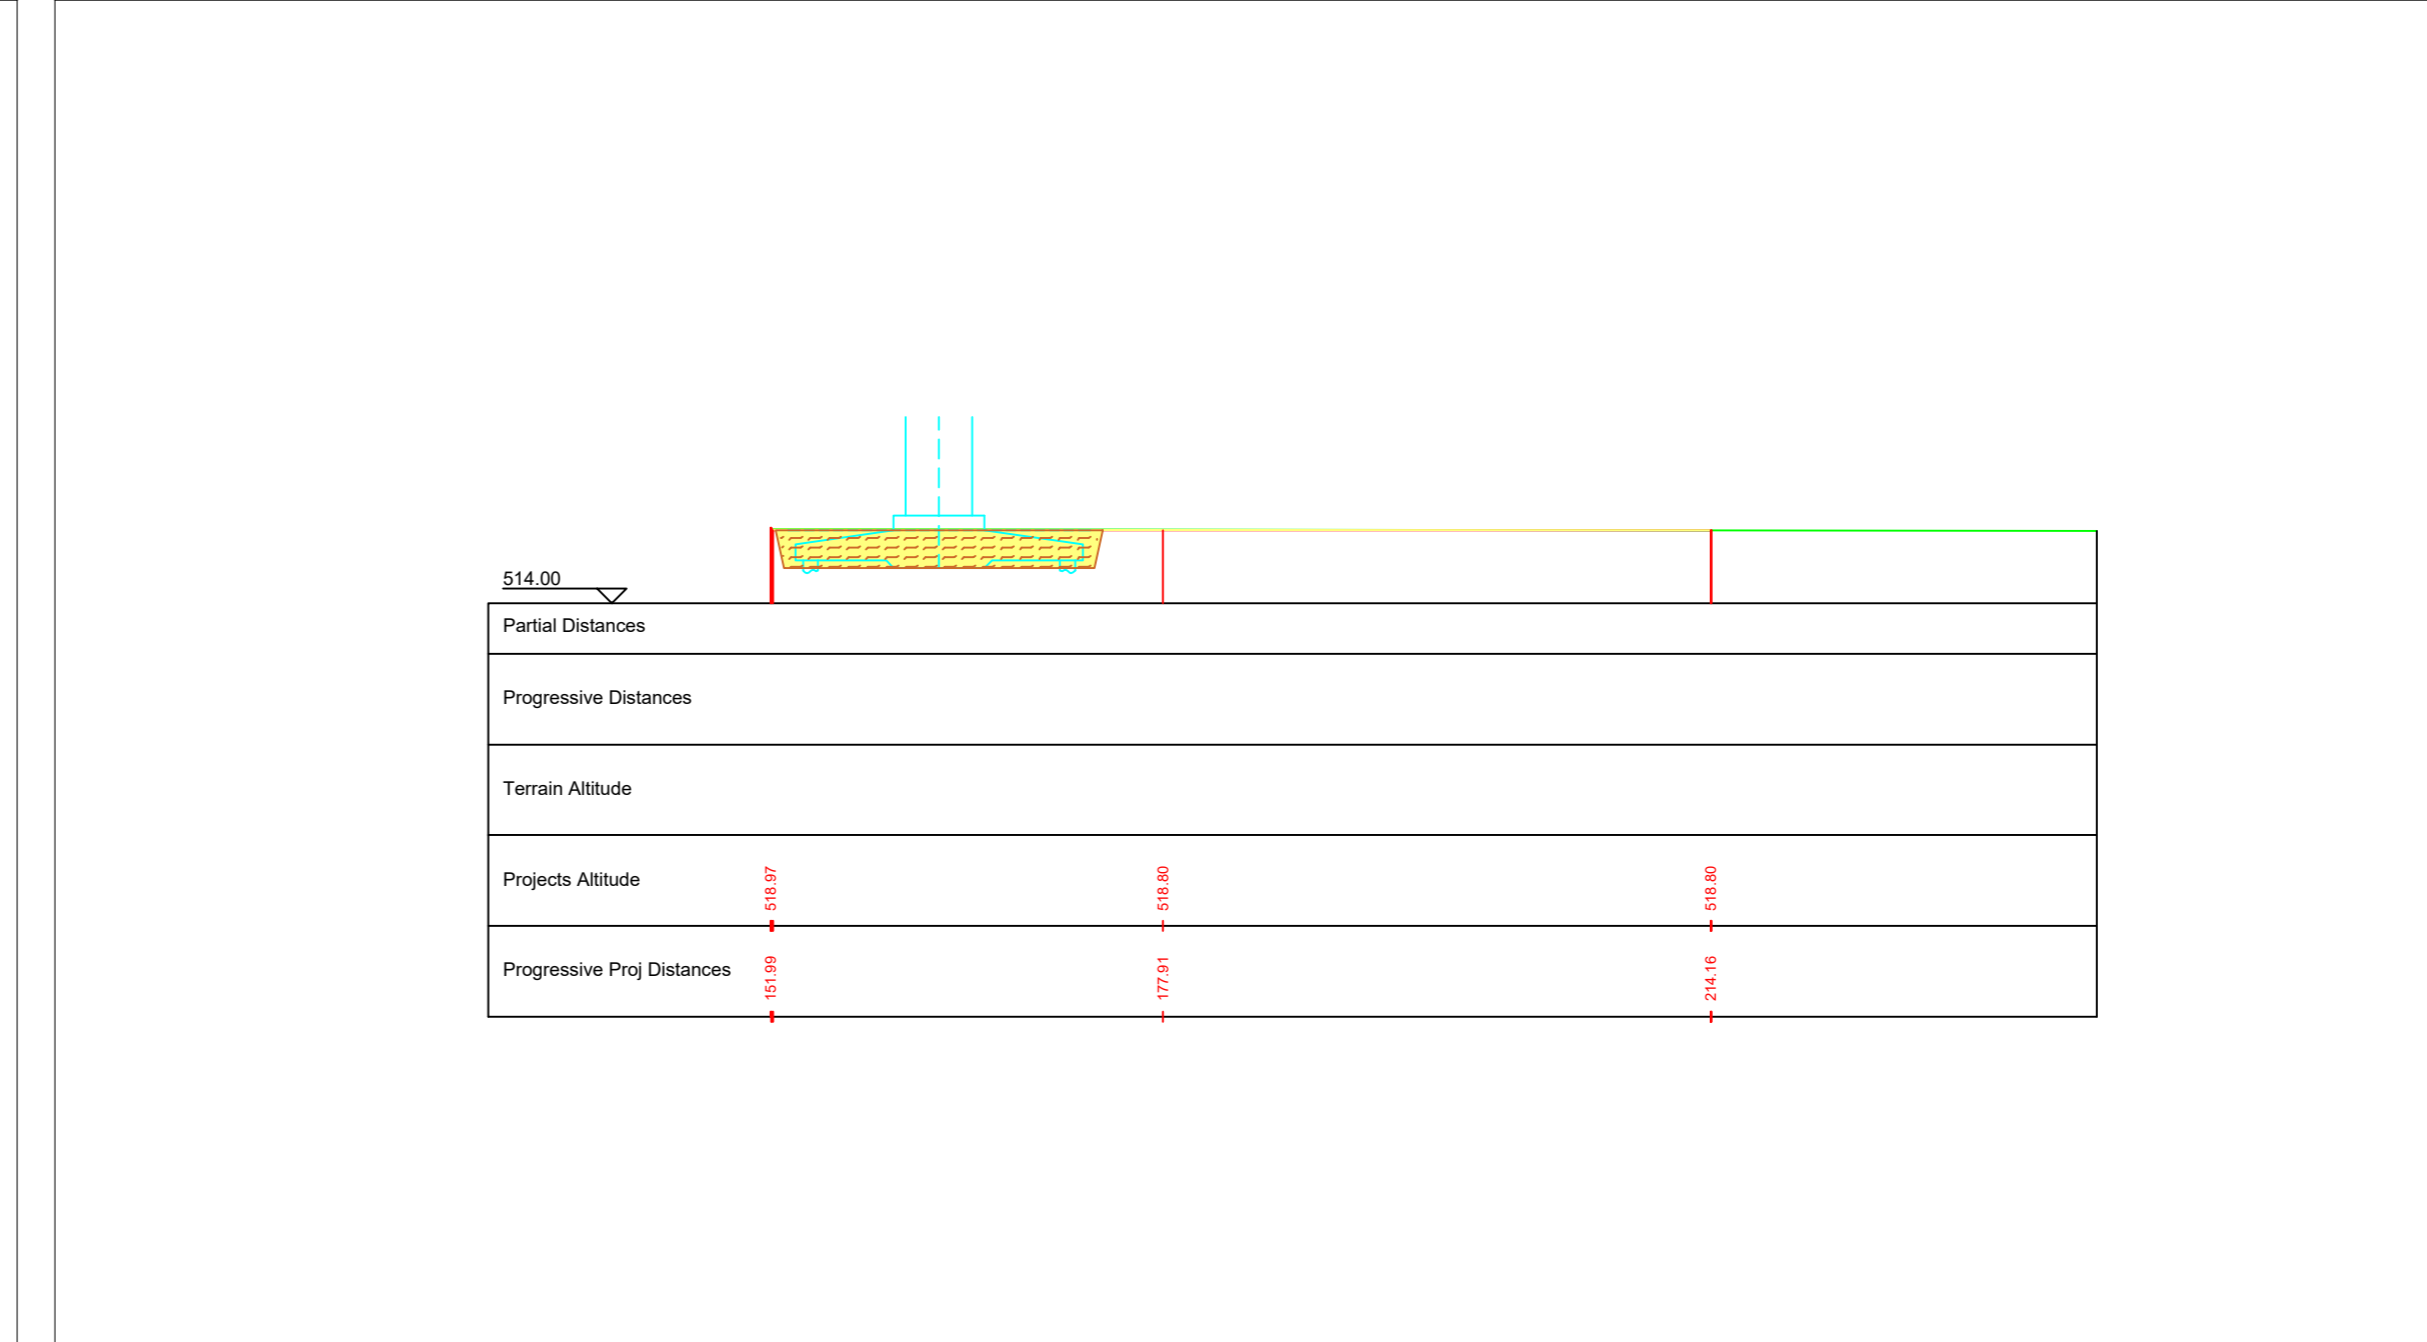 514.00
Partial Distances
Progressive Distances
Terrain Altitude
Projects Altitude 518.97 518.80 518.80
Progressive Proj Distances 151.99 177.91 214.16